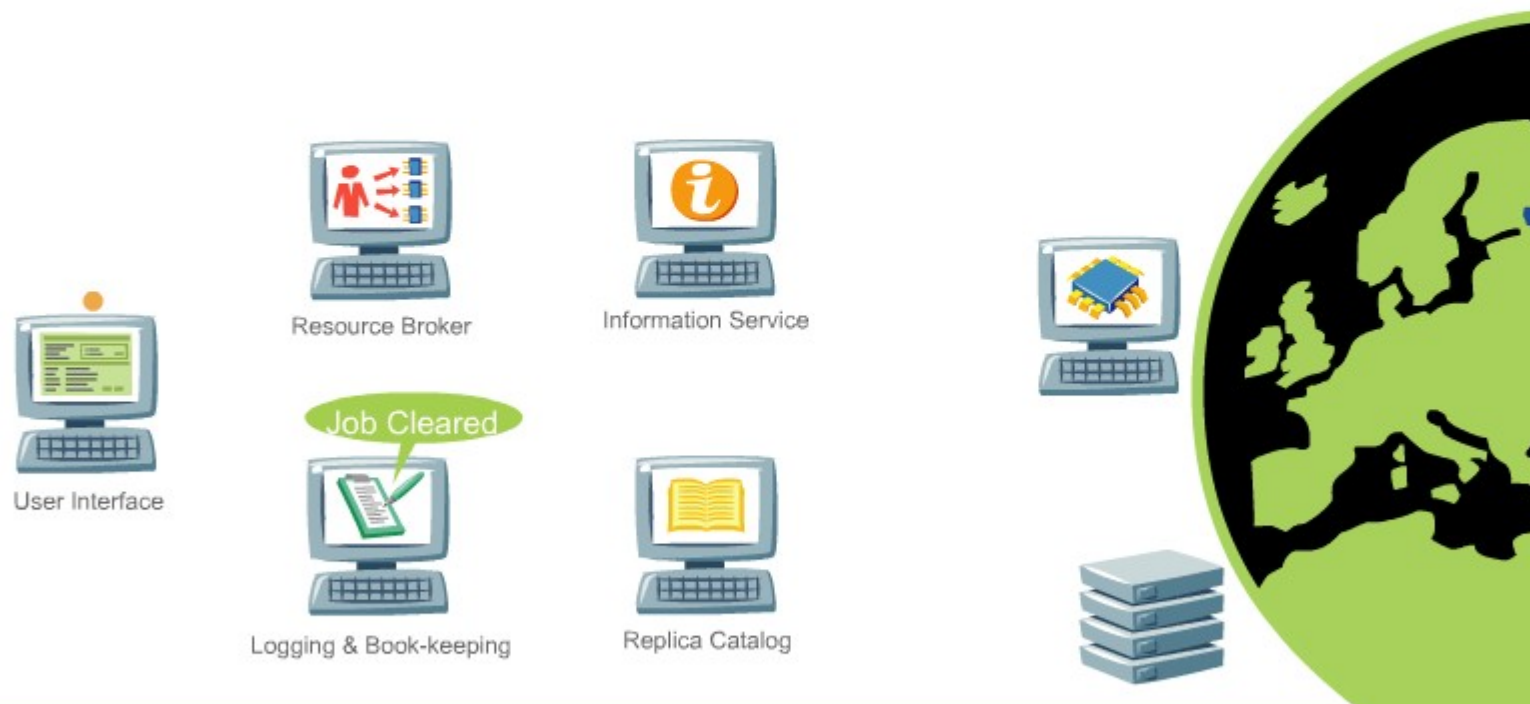 Resource Broker
Information Service
Job Cleared
User Interface
Logging & Book-keeping
Replica Catalog